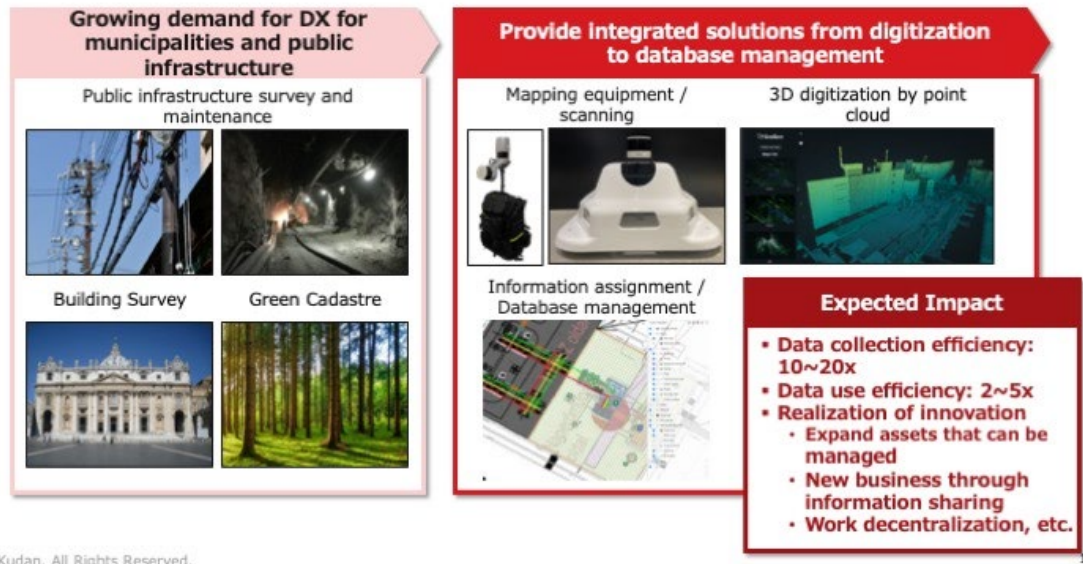 Growing demand for DX for
municipalities and public
infrastructure
Public infrastructure survey and
maintenance
Building Survey
Green Cadastre
Provide integrated solutions from digitization
to database management
Mapping equipment /
scanning
3D digitization by point
cloud
Information assignment /
Database management
Expected Impact
• Data collection efficiency:
10~20x
• Data use efficiency: 2~5x
• Realization of innovation
• Expand assets that can be
managed
• New business through
information sharing
• Work decentralization, etc.
Kudan. All Rights Reserved.